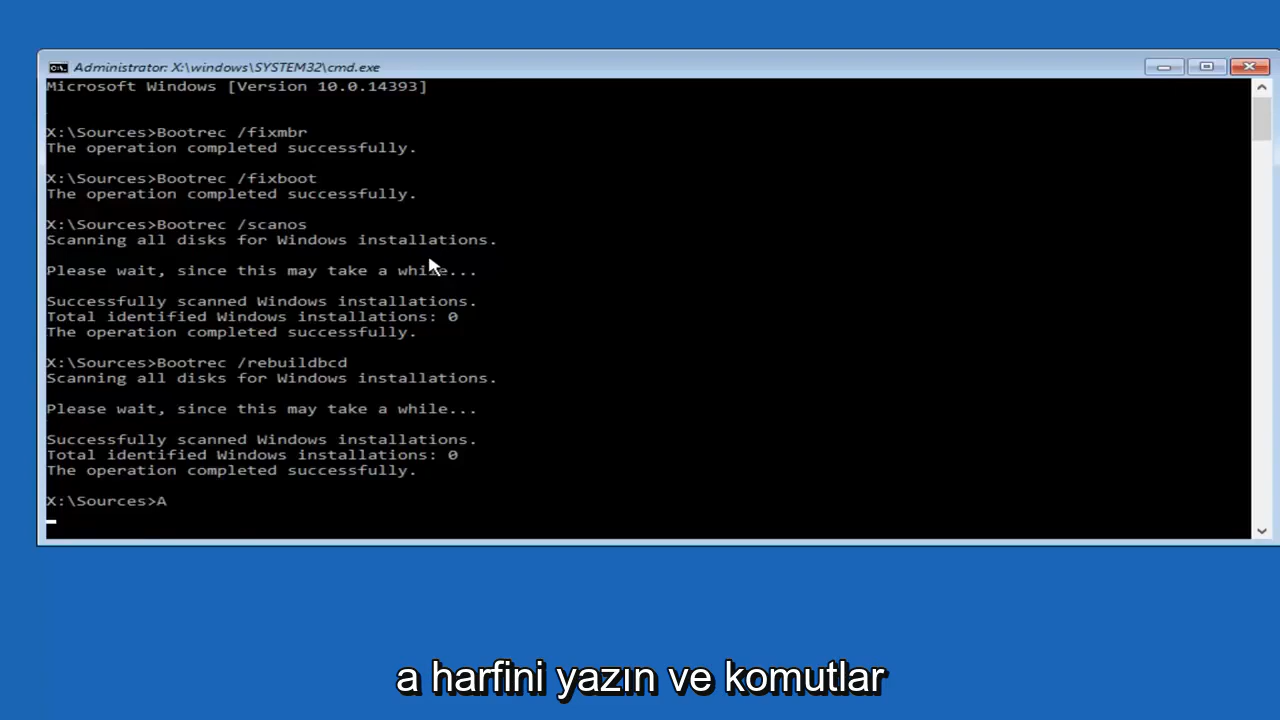 Administrator: X:\windows\SYSTEM32\cmd.exe
Microsoft Windows [Version 10.0.14393]
X:\Sources>Bootrec /fixmbr
The operation completed successfully.
X:\Sources>Bootrec /fixboot
The operation completed successfully.
X:\Sources>Bootrec /scanos
Scanning all disks for Windows installations.
Please wait, since this may take a while...
Successfully scanned Windows installations.
Total identified Windows installations: 0
The operation completed successfully.
X:\Sources>Bootrec /rebuildbcd
Scanning all disks for Windows installations.
Please wait, since this may take a while...
Successfully scanned Windows installations.
Total identified Windows installations: 0
The operation completed successfully.
X:\Sources>A
a harfini yazın ve komutlar